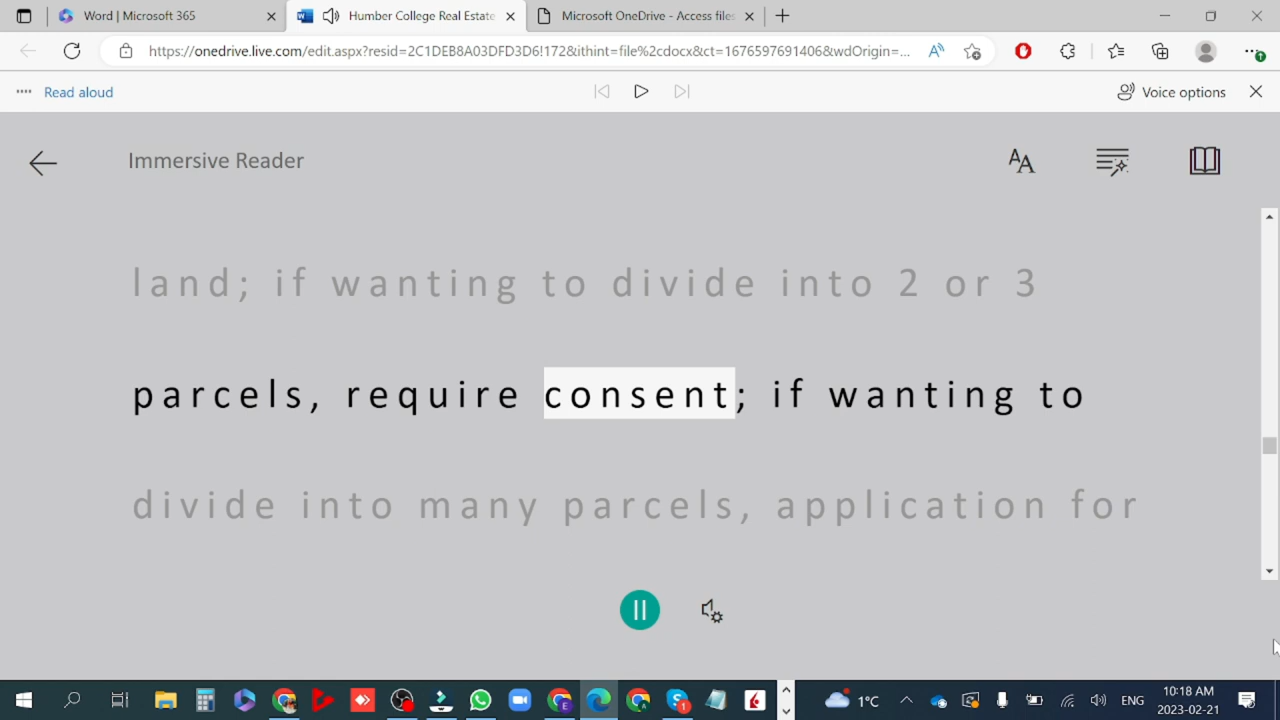 Word | Microsoft 365
Humber College Real Estate
Microsoft OneDrive - Access files
https://onedrive.live.com/edit.aspx?resid=2C1DEB8A03DFD3D6!172&ithint=file%2cdocx&ct=1676597691406&wdOrigin=...
Read aloud
Voice options
Immersive Reader
land; if wanting to divide into 2 or 3
parcels, require consent; if wanting to
divide into many parcels, application for
1°C
ENG
10:18 AM
2023-02-21